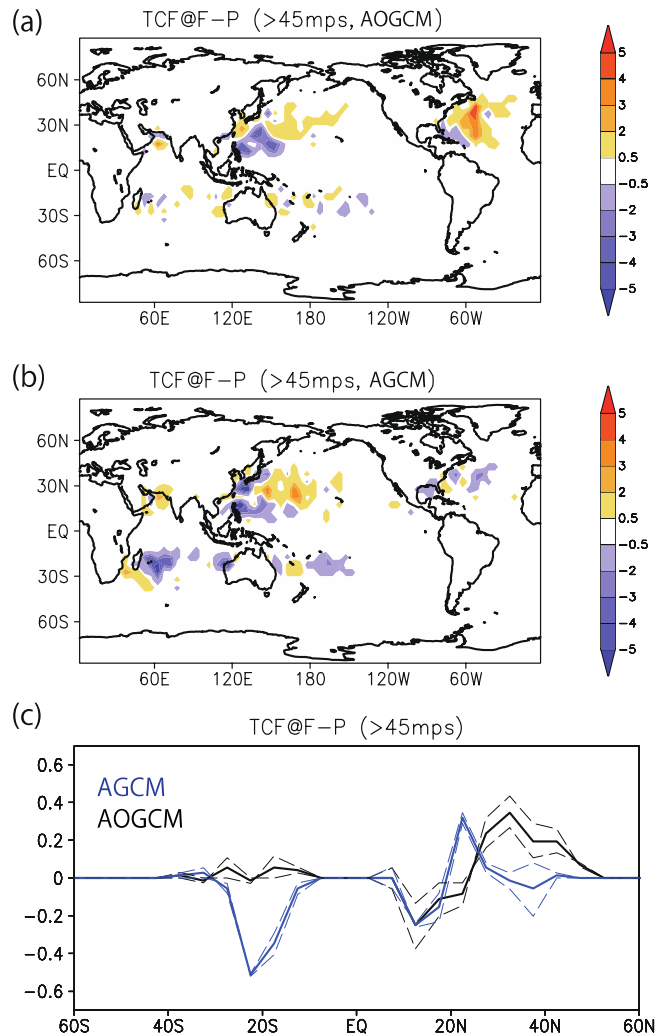 (a)
TCF@F-P (>45mps, AOGCM)
60N
30N
EQ
30S
60S
60E
120E
180
120W
60W
5
4
3
2
0.5
-0.5
-2
-3
-4
-5
(b)
TCF@F-P (>45mps, AGCM)
60N
30N
EQ
30S
60S
60E
120E
180
120W
60W
5
4
3
2
0.5
-0.5
-2
-3
-4
-5
(c)
TCF@F-P (>45mps)
AGCM
AOGCM
0.6
0.4
0.2
0
-0.2
-0.4
-0.6
60S
40S
20S
EQ
20N
40N
60N